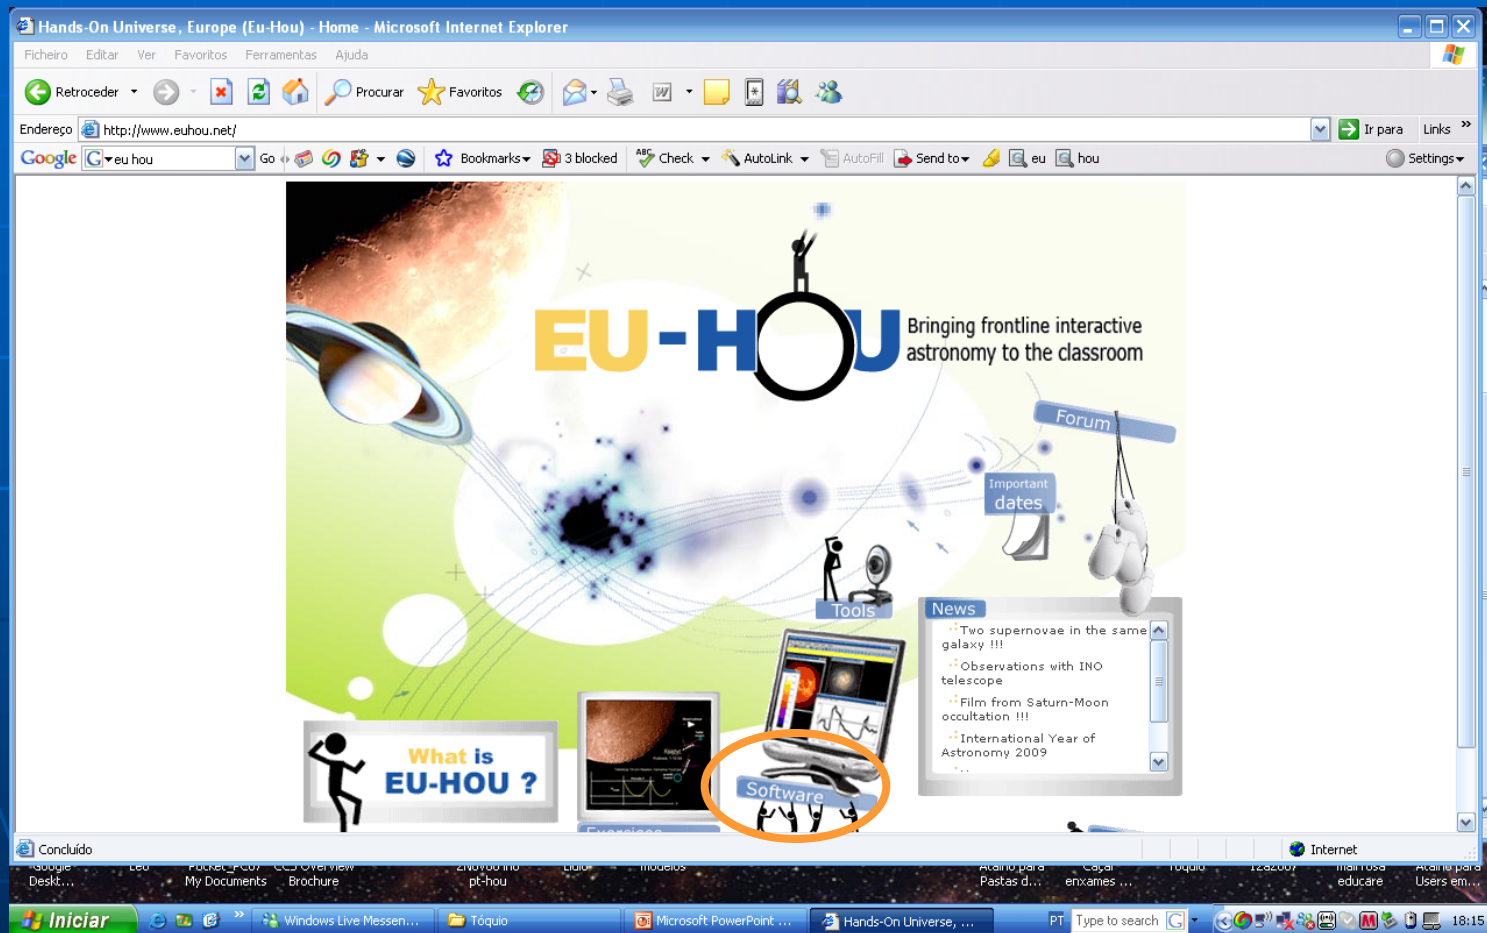 Hands-On Universe, Europe (Eu-Hou) - Home - Microsoft Internet Explorer
Ficheiro Editar Ver Favoritos Ferramentas Ajuda
Retroceder Procurar Favoritos
Endereço http://www.euhou.net/ Ir para Links »
Google G eu hou Go Bookmarks 3 blocked ABC Check AutoLink AutoFill Send to eu hou Settings
EU-HOU Bringing frontline interactive
astronomy to the classroom
Forum
Important
dates
Tools
News
Two supernovae in the same
galaxy !!!
Observations with INO
telescope
Film from Saturn-Moon
occultation !!!
International Year of
Astronomy 2009
What is
EU-HOU ?
Software
Exercises
Concluído Internet
Deskt... My Documents Brochure pt-hou Pastas d... enxames ... educare Users em...
Iniciar » Windows Live Messen... Tóquio Microsoft PowerPoint ... Hands-On Universe, ... PT Type to search G 18:15